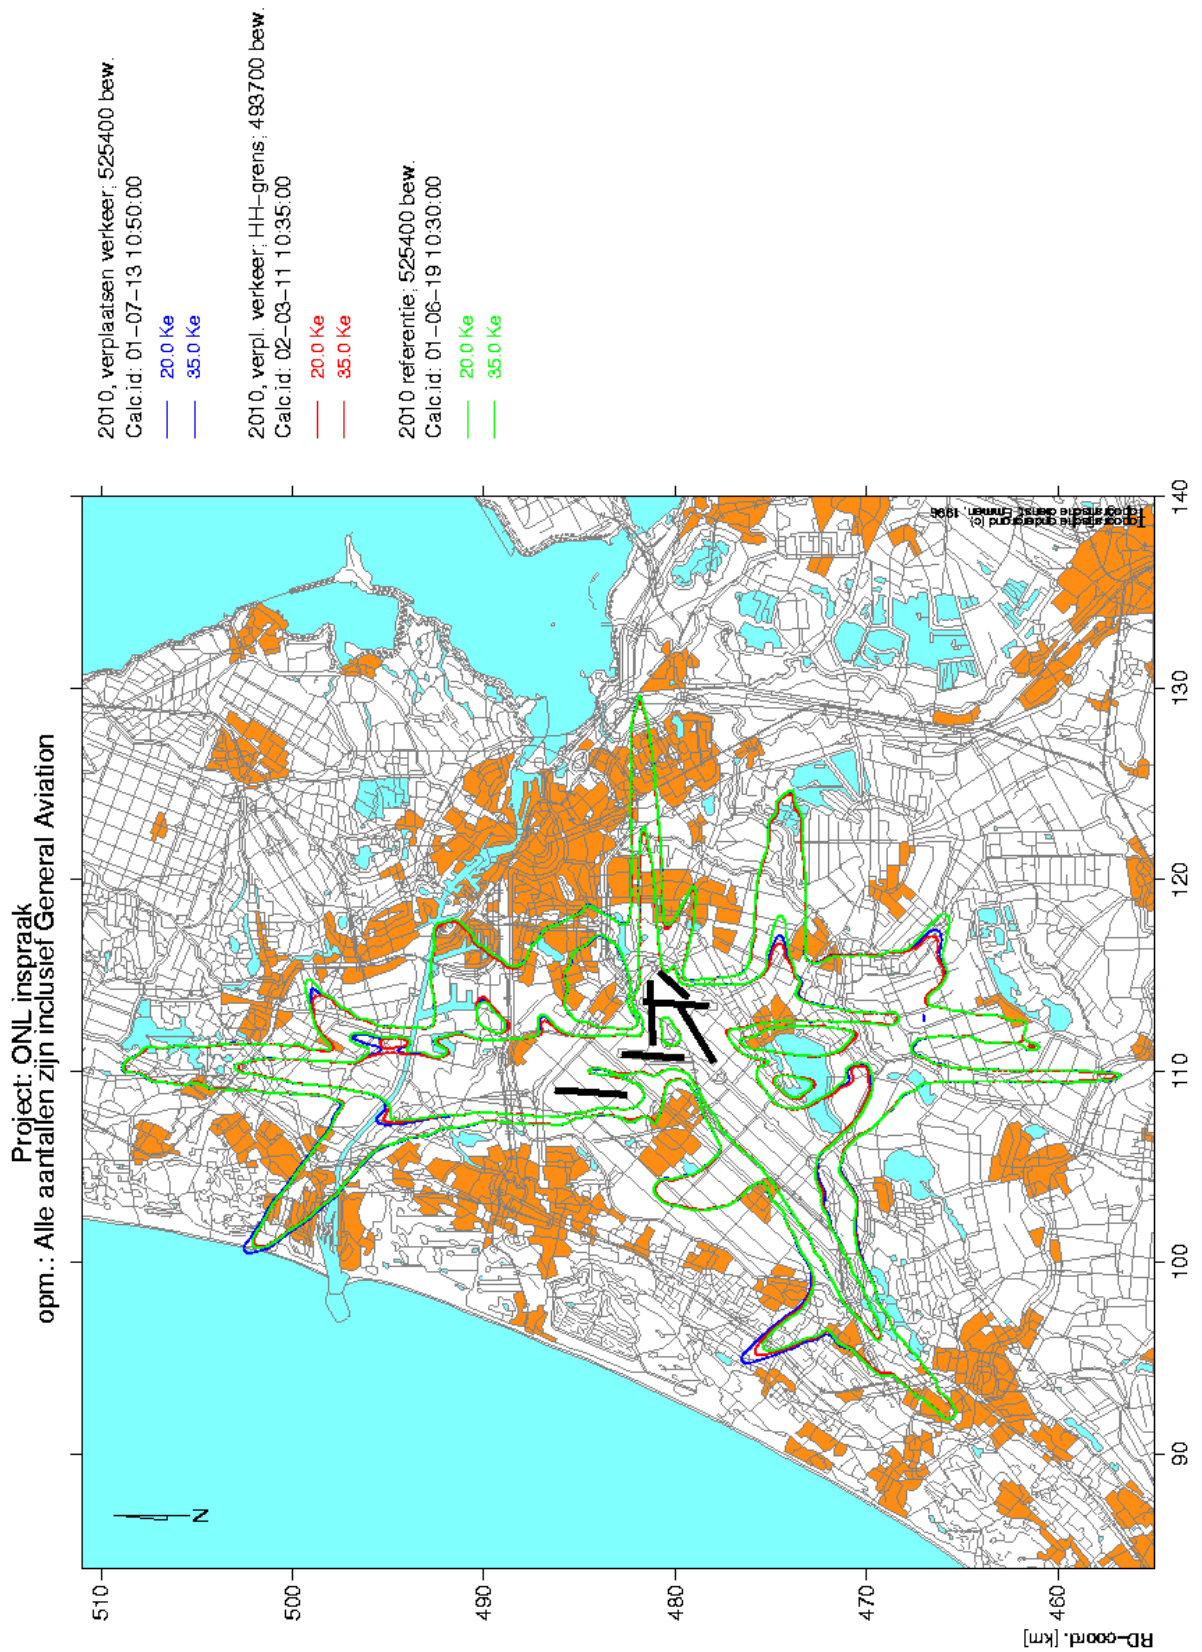 Project: ONL inspraak
opm.: Alle aantallen zijn inclusief General Aviation
2010, verplaatsen verkeer; 525400 bew.
Calc.id: 01-07-13 10:50:00
20.0 Ke
35.0 Ke
2010, verpl. verkeer; HH-grens; 493700 bew.
Calc.id: 02-03-11 10:35:00
20.0 Ke
35.0 Ke
2010 referentie; 525400 bew.
Calc.id: 01-06-19 10:30:00
20.0 Ke
35.0 Ke
510
500
490
480
470
460
90
100
110
120
130
140
RD-coord. [km]
N
Topografische ondergrond (c)
Topografische dienst, Emmen, 1996